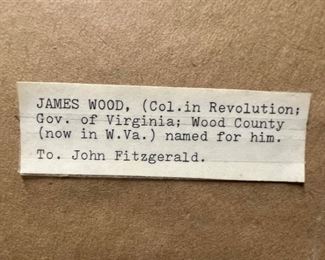 JAMES WOOD, (Col.in Revolution;
Gov. of Virginia; Wood County
(now in W.Va.) named for him.
To. John Fitzgerald.